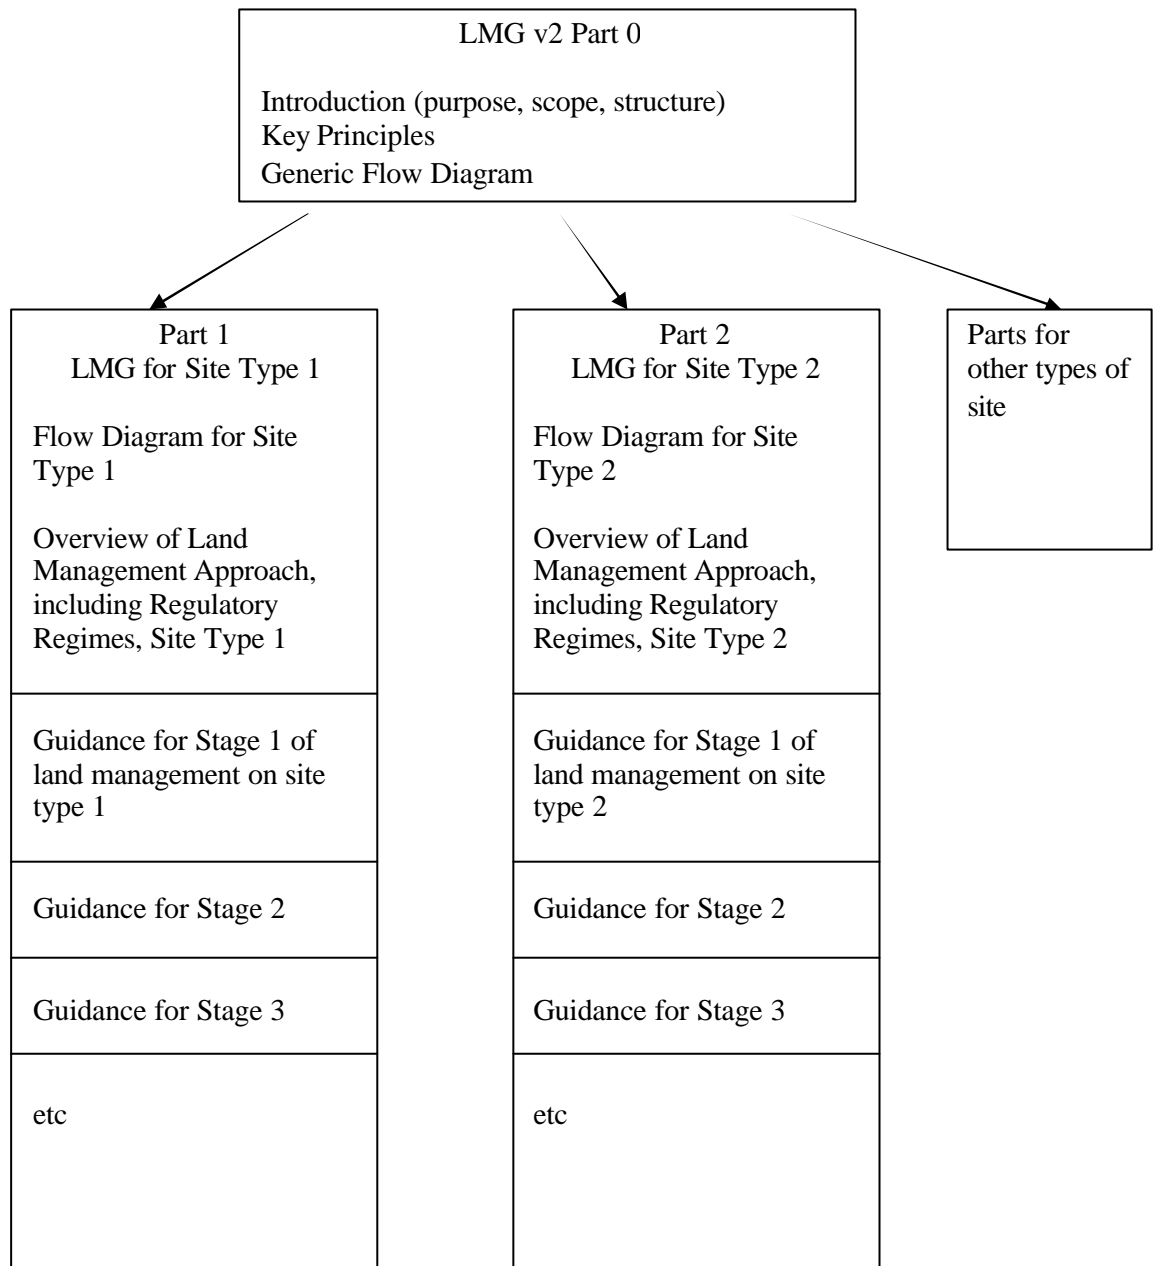 LMG v2 Part 0
Introduction (purpose, scope, structure)
Key Principles
Generic Flow Diagram
Part 1
LMG for Site Type 1
Flow Diagram for Site
Type 1
Overview of Land
Management Approach,
including Regulatory
Regimes, Site Type 1
Guidance for Stage 1 of
land management on site
type 1
Guidance for Stage 2
Guidance for Stage 3
etc
Part 2
LMG for Site Type 2
Flow Diagram for Site
Type 2
Overview of Land
Management Approach,
including Regulatory
Regimes, Site Type 2
Guidance for Stage 1 of
land management on site
type 2
Guidance for Stage 2
Guidance for Stage 3
etc
Parts for
other types of
site